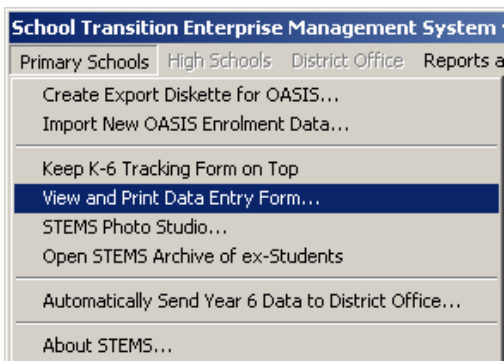 School Transition Enterprise Management System
Primary Schools High Schools District Office Reports a
Create Export Diskette for OASIS...
Import New OASIS Enrolment Data...
Keep K-6 Tracking Form on Top
View and Print Data Entry Form...
STEMS Photo Studio...
Open STEMS Archive of ex-Students
Automatically Send Year 6 Data to District Office...
About STEMS...